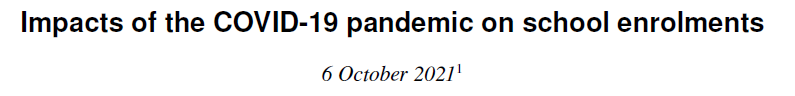 Impacts of the COVID-19 pandemic on school enrolments
6 October 2021¹